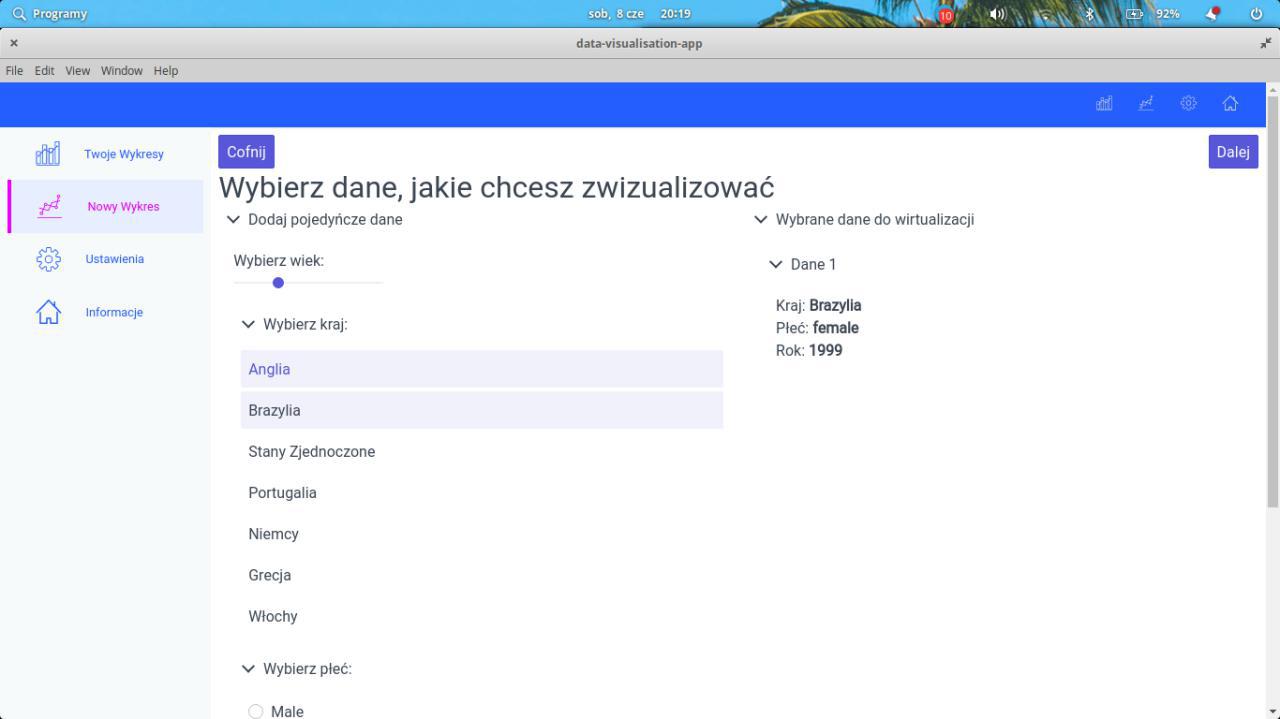 Programy
sob, 8 cze 20:19
10
92%
data-visualisation-app
File Edit View Window Help
Twoje Wykresy
Nowy Wykres
Ustawienia
Informacje
Cofnij
Dalej
Wybierz dane, jakie chcesz zwizualizować
Dodaj pojedyńcze dane
Wybierz wiek:
Wybierz kraj:
Anglia
Brazylia
Stany Zjednoczone
Portugalia
Niemcy
Grecja
Włochy
Wybierz płeć:
Male
Wybrane dane do wirtualizacji
Dane 1
Kraj: Brazylia
Płeć: female
Rok: 1999